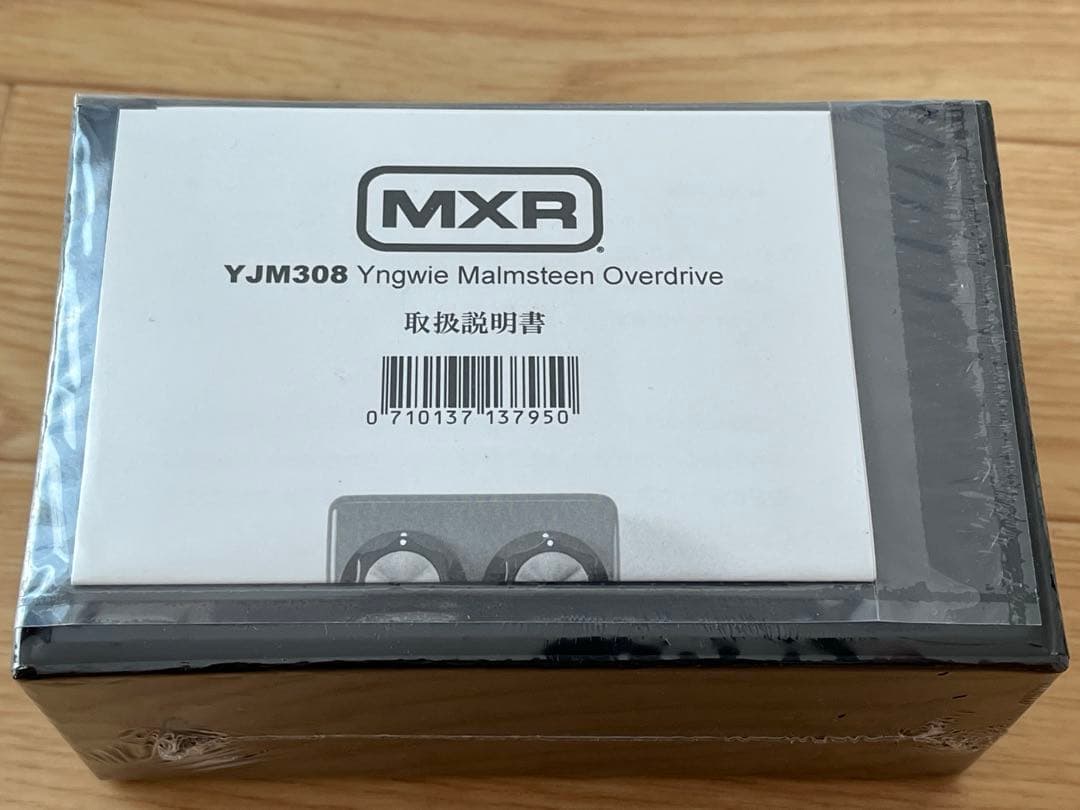 MXR®
YJM308 Yngwie Malmsteen Overdrive
取扱説明書
0 710137 137950